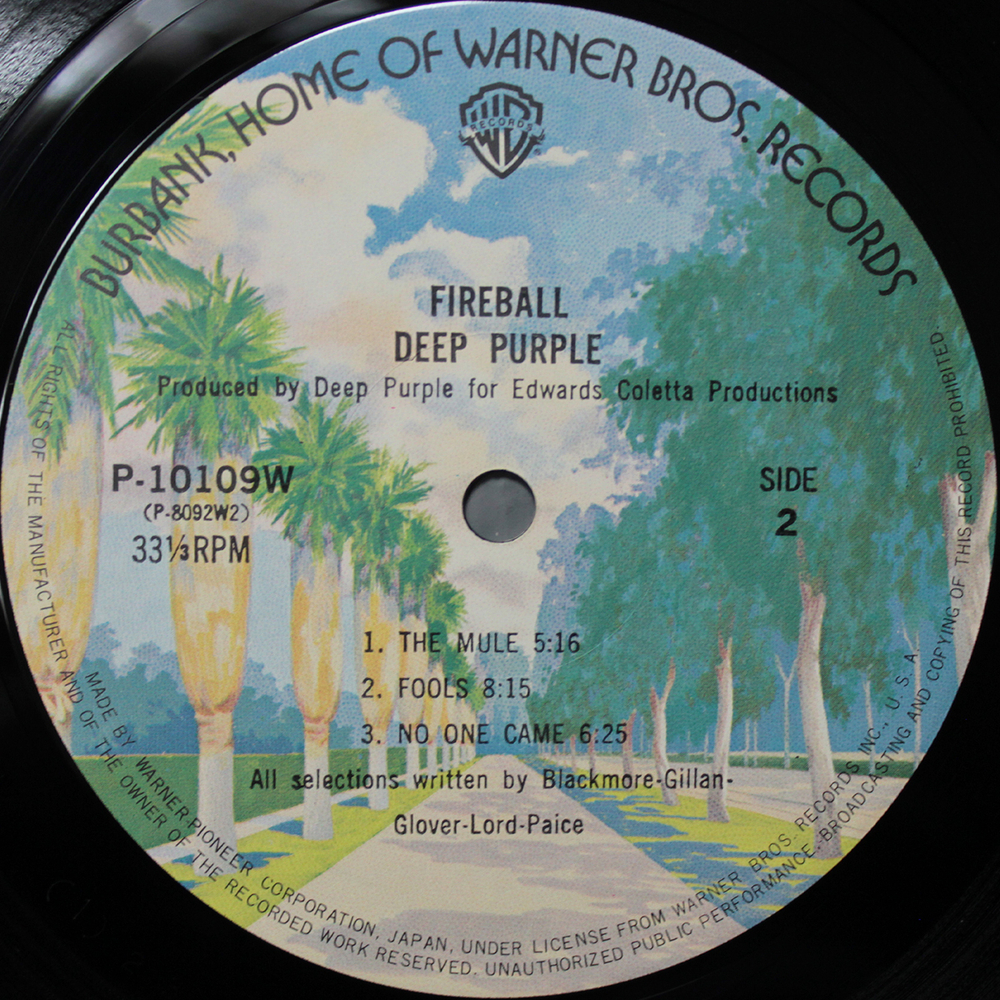 BURBANK, HOME OF WARNER BROS. RECORDS
WB
RECORDS
FIREBALL
DEEP PURPLE
Produced by Deep Purple for Edwards Coletta Productions
P-10109W
(P-8092W2)
33⅓RPM
SIDE
2
1. THE MULE 5:16
2. FOOLS 8:15
3. NO ONE CAME 6:25
All selections written by Blackmore-Gillan-
Glover-Lord-Paice
MADE BY WARNER-PIONEER CORPORATION, JAPAN, UNDER LICENSE FROM WARNER BROS. RECORDS INC., U.S.A.
ALL RIGHTS OF THE MANUFACTURER AND OF THE OWNER OF THE RECORDED WORK RESERVED. UNAUTHORIZED PUBLIC PERFORMANCE, BROADCASTING AND COPYING OF THIS RECORD PROHIBITED.